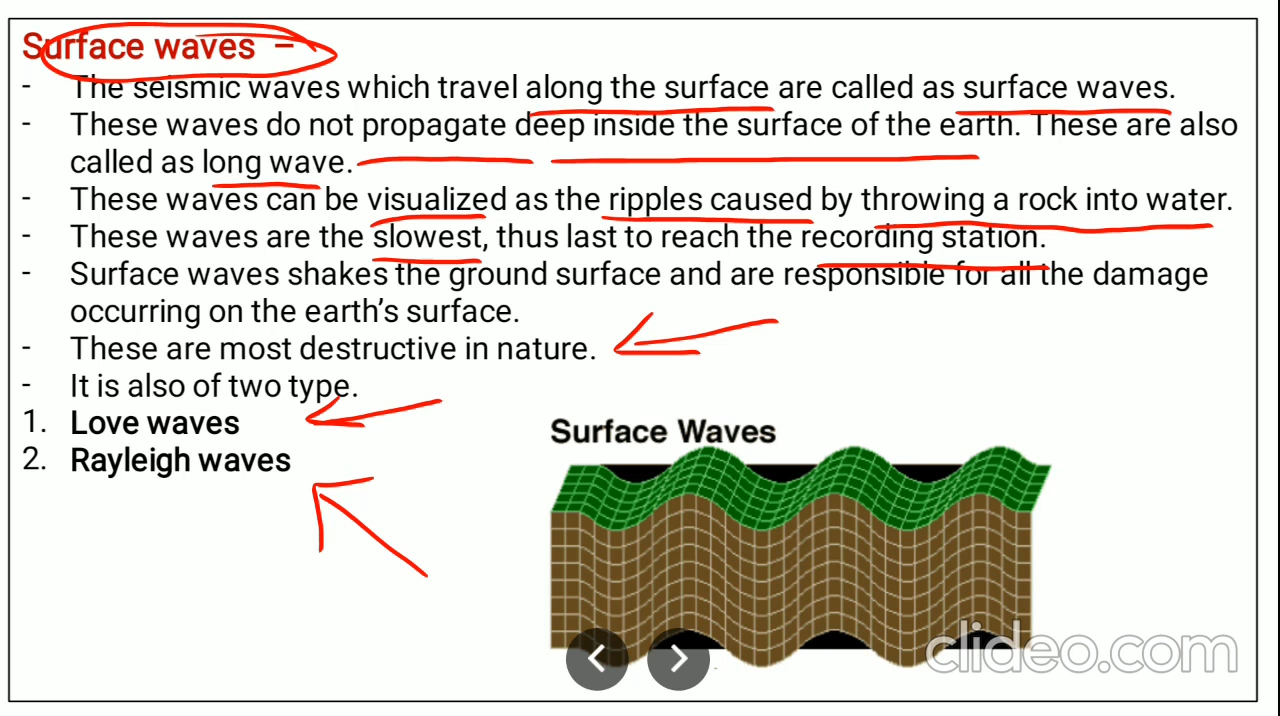 Surface waves –
- The seismic waves which travel along the surface are called as surface waves.
- These waves do not propagate deep inside the surface of the earth. These are also
called as long wave.
- These waves can be visualized as the ripples caused by throwing a rock into water.
- These waves are the slowest, thus last to reach the recording station.
- Surface waves shakes the ground surface and are responsible for all the damage
occurring on the earth's surface.
- These are most destructive in nature.
- It is also of two type.
1. Love waves
2. Rayleigh waves
Surface Waves
clideo.com